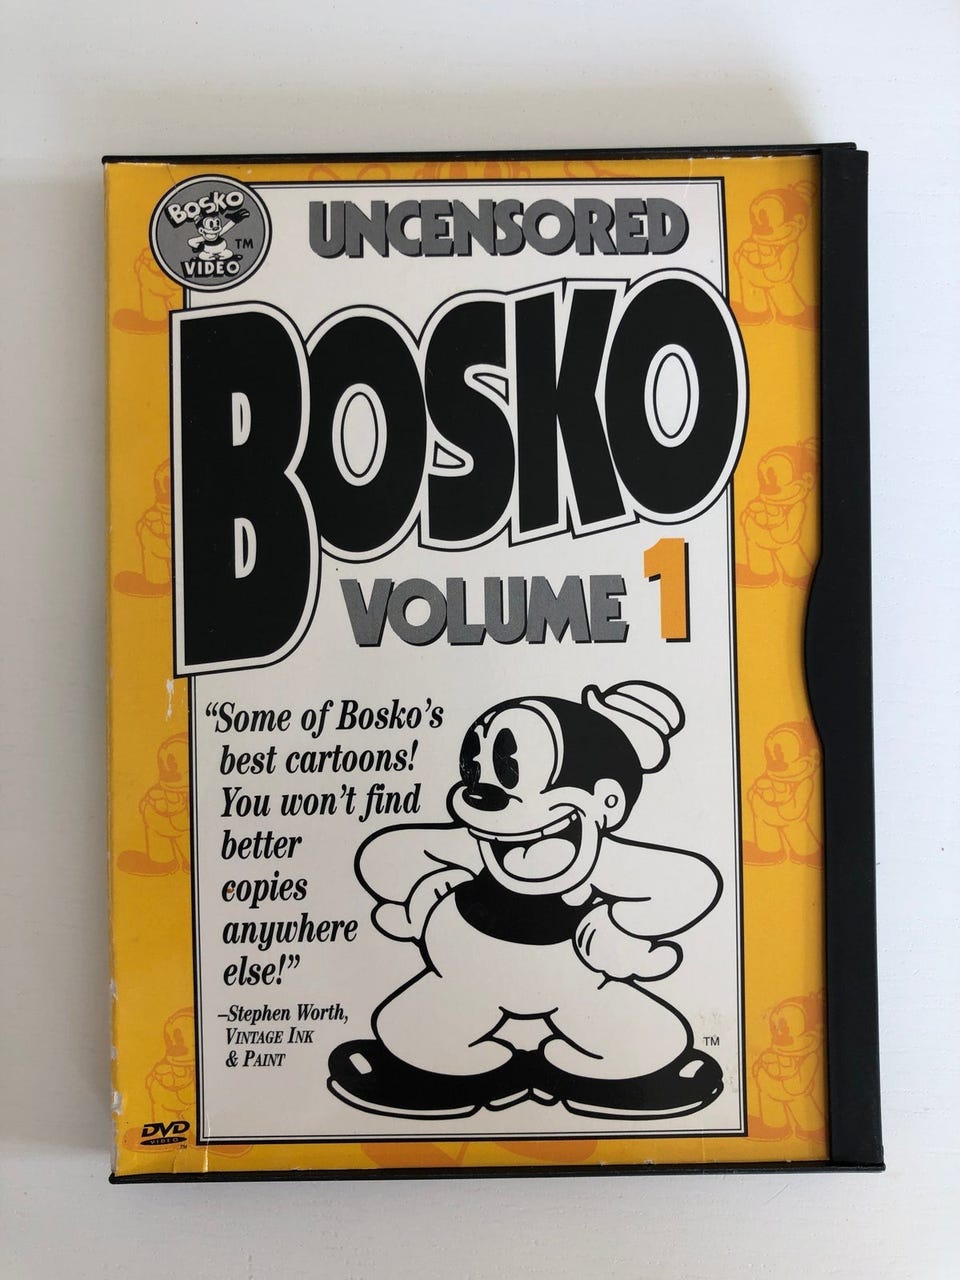 BOSKO
TM
VIDEO
UNCENSORED
BOSKO
VOLUME 1
“Some of Bosko’s
best cartoons!
You won’t find
better
copies
anywhere
else!”
–Stephen Worth,
VINTAGE INK
& PAINT
TM
DVD
VIDEO
TM